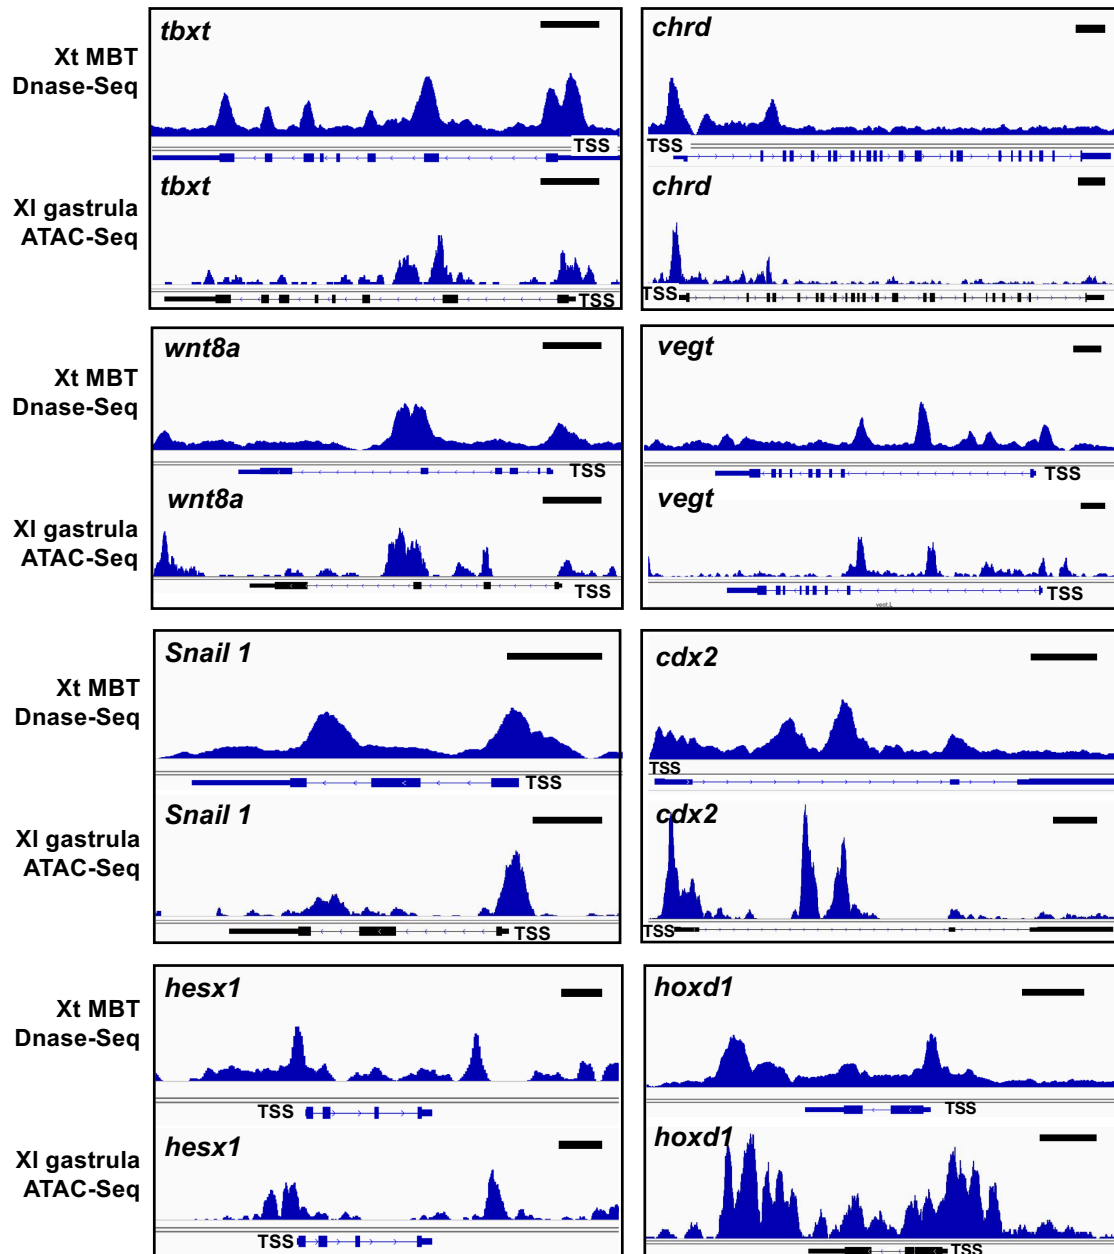 tbxt
chrd
Xt MBT
Dnase-Seq
TSS
TSS
tbxt
chrd
Xl gastrula
ATAC-Seq
TSS
TSS
wnt8a
vegt
Xt MBT
Dnase-Seq
TSS
TSS
wnt8a
vegt
Xl gastrula
ATAC-Seq
TSS
TSS
vegt.L
Snail 1
cdx2
Xt MBT
Dnase-Seq
TSS
TSS
Snail 1
cdx2
Xl gastrula
ATAC-Seq
TSS
TSS
hesx1
hoxd1
Xt MBT
Dnase-Seq
TSS
TSS
hesx1
hoxd1
Xl gastrula
ATAC-Seq
TSS
TSS